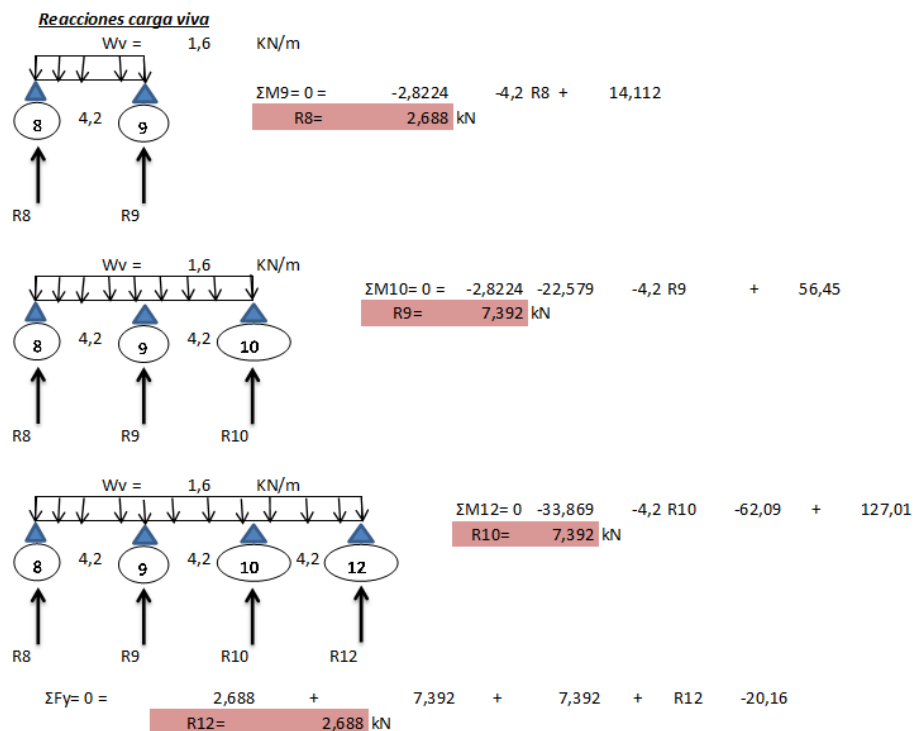 Reacciones carga viva
Wv = 1,6 KN/m
ΣM9= 0 = -2,8224 -4,2 R8 + 14,112
R8= 2,688 kN
8 4,2 9
R8 R9
Wv = 1,6 KN/m
ΣM10= 0 = -2,8224 -22,579 -4,2 R9 + 56,45
R9= 7,392 kN
8 4,2 9 4,2 10
R8 R9 R10
Wv = 1,6 KN/m
ΣM12= 0 -33,869 -4,2 R10 -62,09 + 127,01
R10= 7,392 kN
8 4,2 9 4,2 10 4,2 12
R8 R9 R10 R12
ΣFy= 0 = 2,688 + 7,392 + 7,392 + R12 -20,16
R12= 2,688 kN